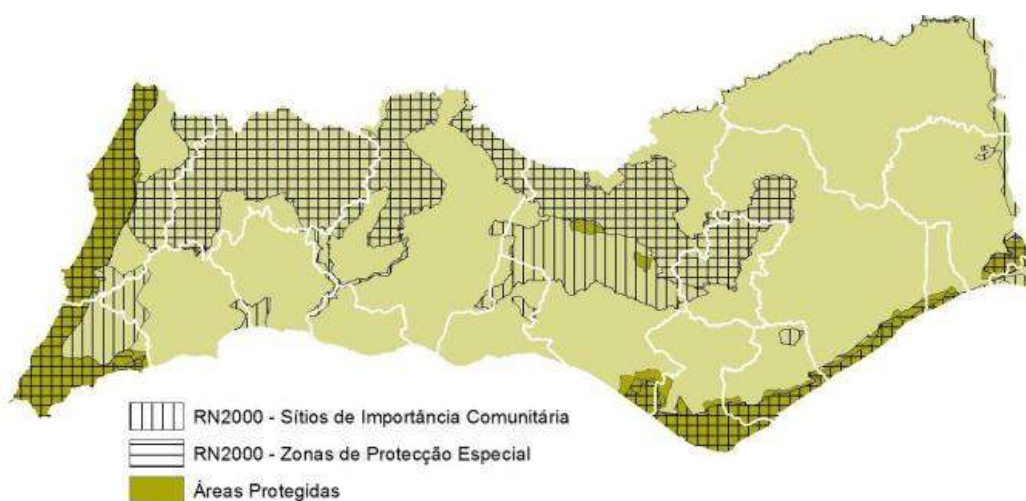 RN2000 - Sítios de Importância Comunitária
RN2000 - Zonas de Protecção Especial
Áreas Protegidas